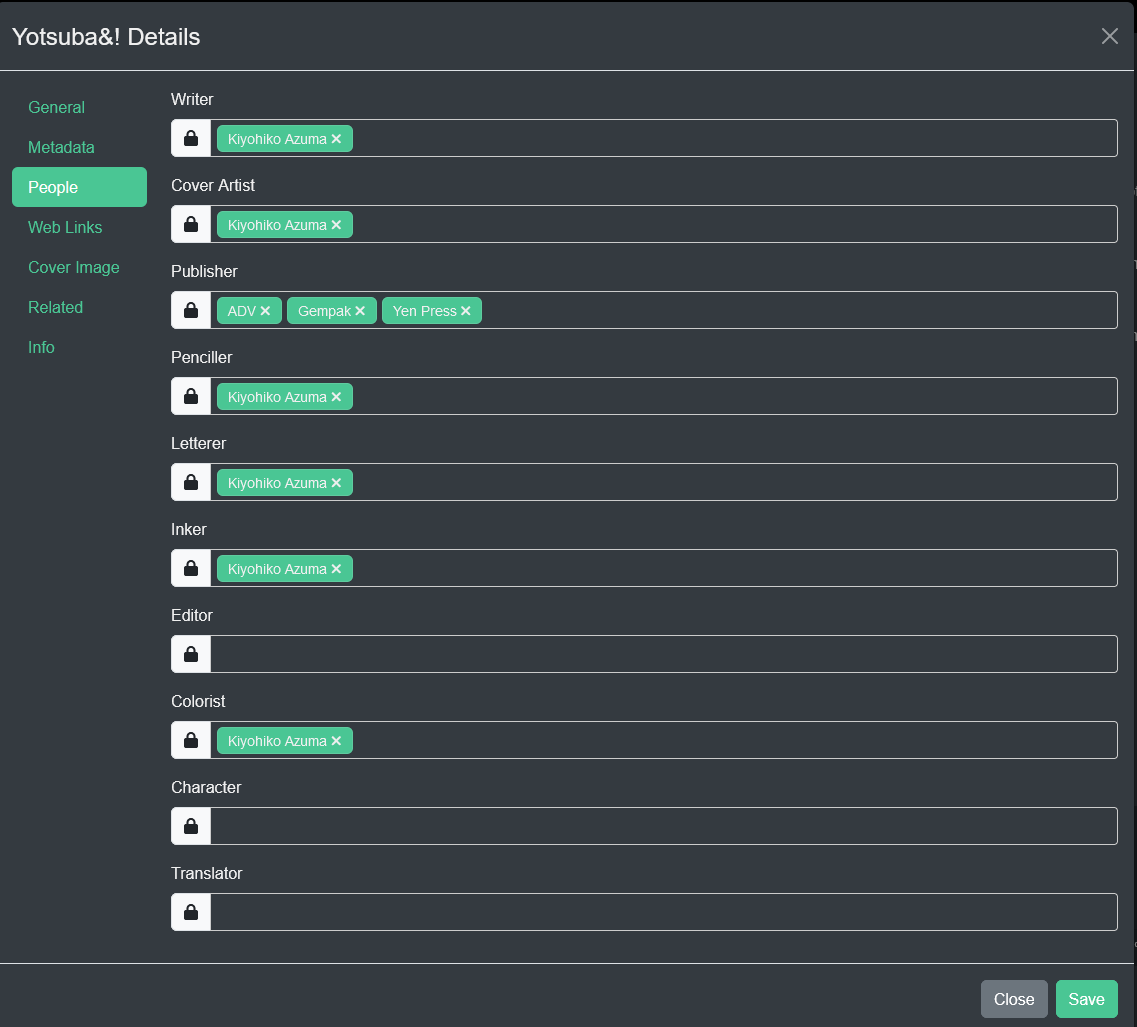 Yotsuba&! Details
General
Metadata
People
Web Links
Cover Image
Related
Info
Writer
Kiyohiko Azuma
Cover Artist
Kiyohiko Azuma
Publisher
ADV Gempak Yen Press
Penciller
Kiyohiko Azuma
Letterer
Kiyohiko Azuma
Inker
Kiyohiko Azuma
Editor
Colorist
Kiyohiko Azuma
Character
Translator
Close Save